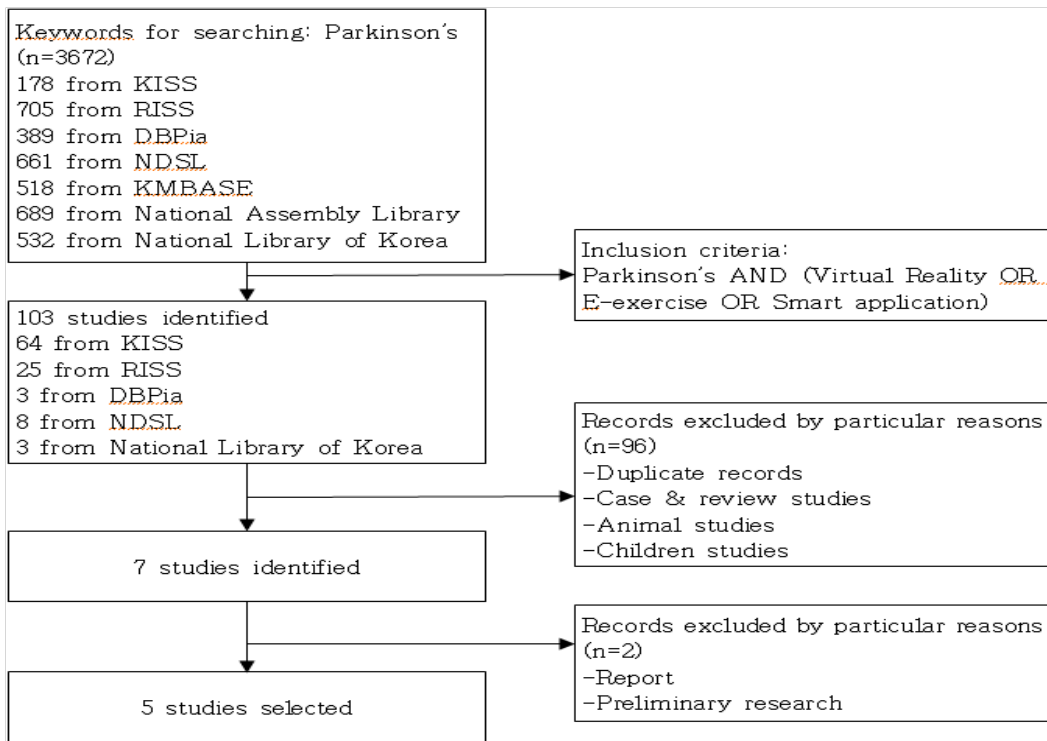 Keywords for searching: Parkinson's
(n=3672)
178 from KISS
705 from RISS
389 from DBPia
661 from NDSL
518 from KMBASE
689 from National Assembly Library
532 from National Library of Korea
Inclusion criteria:
Parkinson's AND (Virtual Reality OR
E-exercise OR Smart application)
103 studies identified
64 from KISS
25 from RISS
3 from DBPia
8 from NDSL
3 from National Library of Korea
Records excluded by particular reasons
(n=96)
-Duplicate records
-Case & review studies
-Animal studies
-Children studies
7 studies identified
Records excluded by particular reasons
(n=2)
-Report
-Preliminary research
5 studies selected